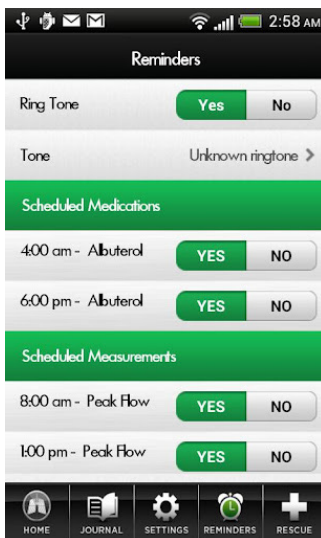 2:58 AM
Reminders
Ring Tone Yes No
Tone Unknown ringtone >
Scheduled Medications
4:00 am - Albuterol YES NO
6:00 pm - Albuterol YES NO
Scheduled Measurements
8:00 am - Peak Flow YES NO
1:00 pm - Peak Flow YES NO
HOME JOURNAL SETTINGS REMINDERS RESCUE